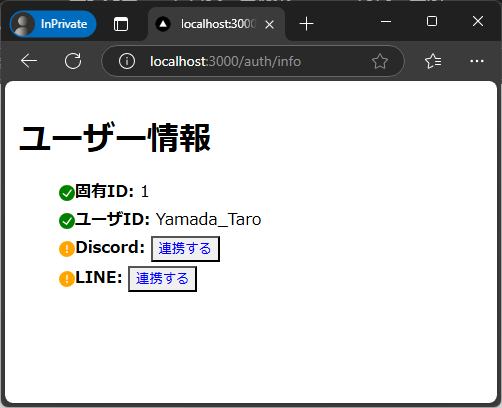 InPrivate
localhost:3000
localhost:3000/auth/info
ユーザー情報
固有ID: 1
ユーザID: Yamada_Taro
Discord: 連携する
LINE: 連携する